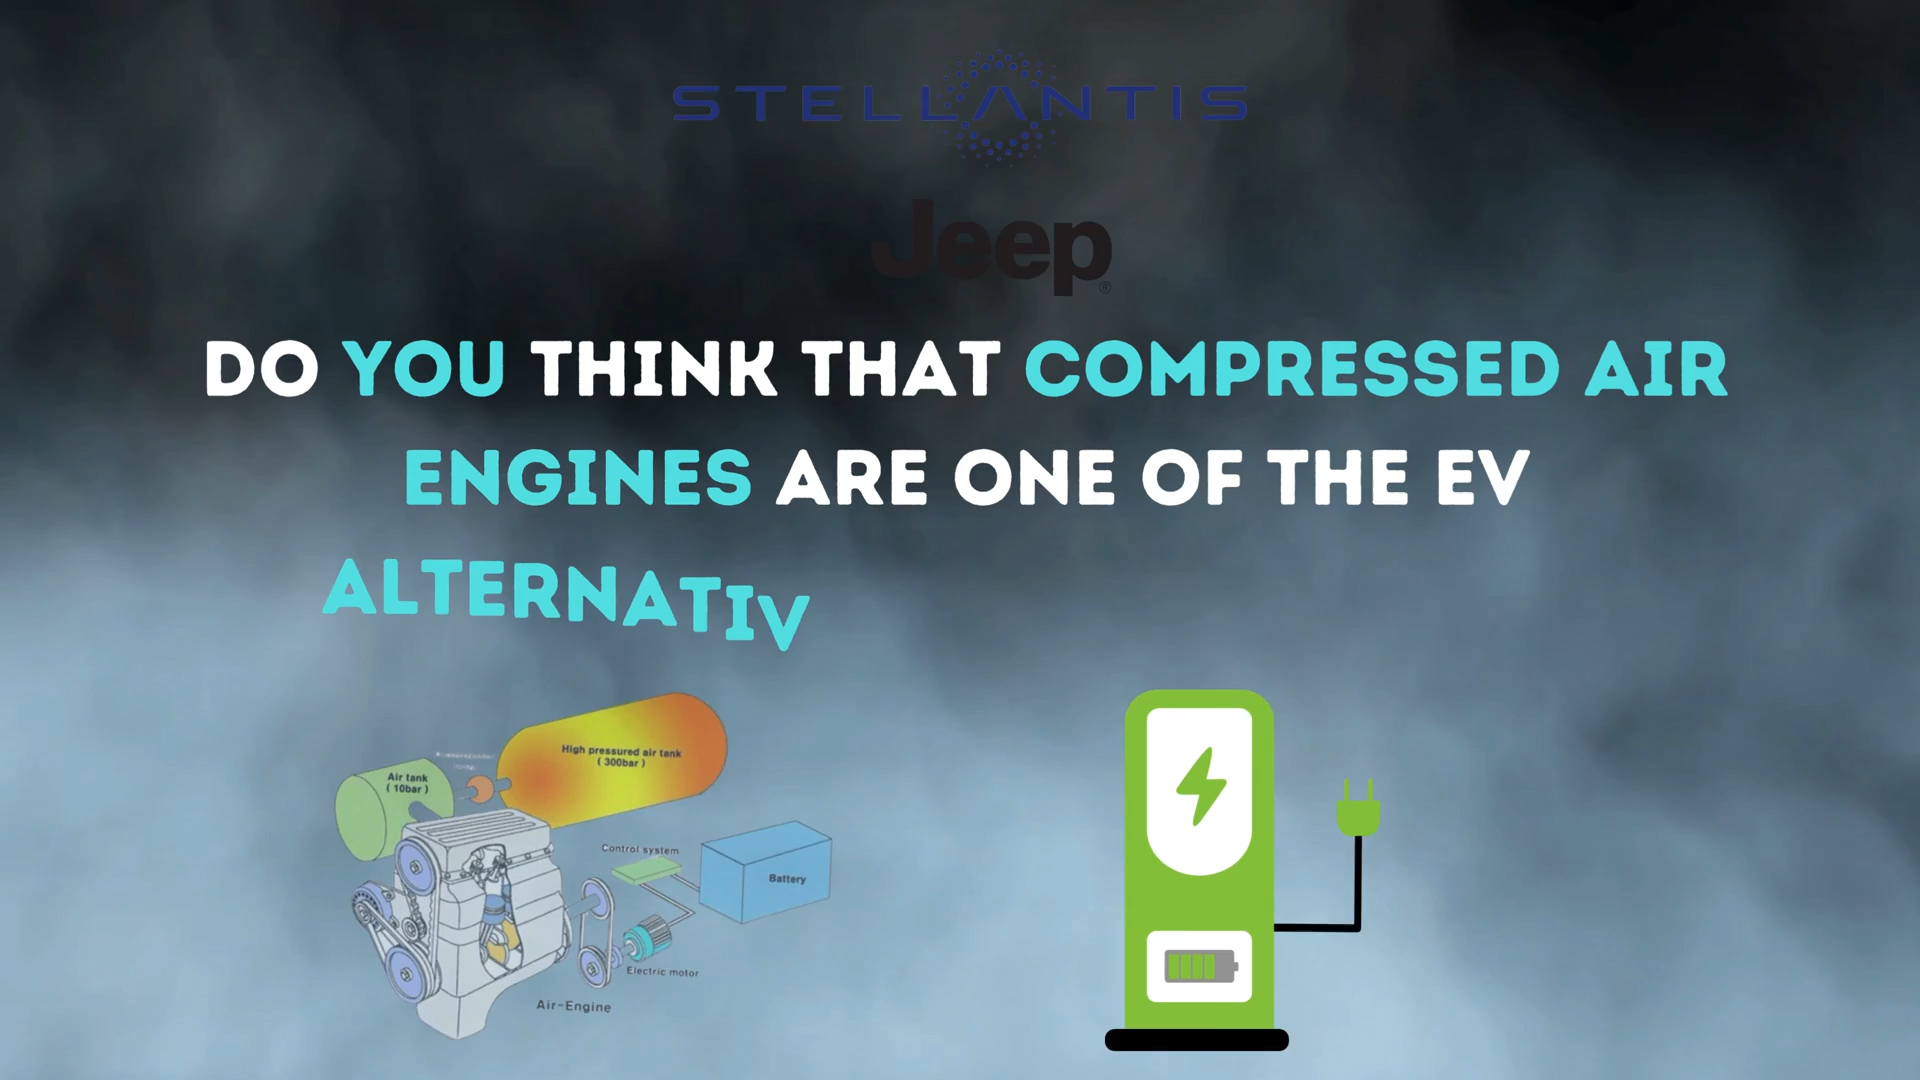 STELLANTIS
Jeep
®
DO YOU THINK THAT COMPRESSED AIR
ENGINES ARE ONE OF THE EV
ALTERNATIV
High pressured air tank
( 300bar )
Air tank
( 10bar )
Control system
Battery
Electric motor
Air-Engine